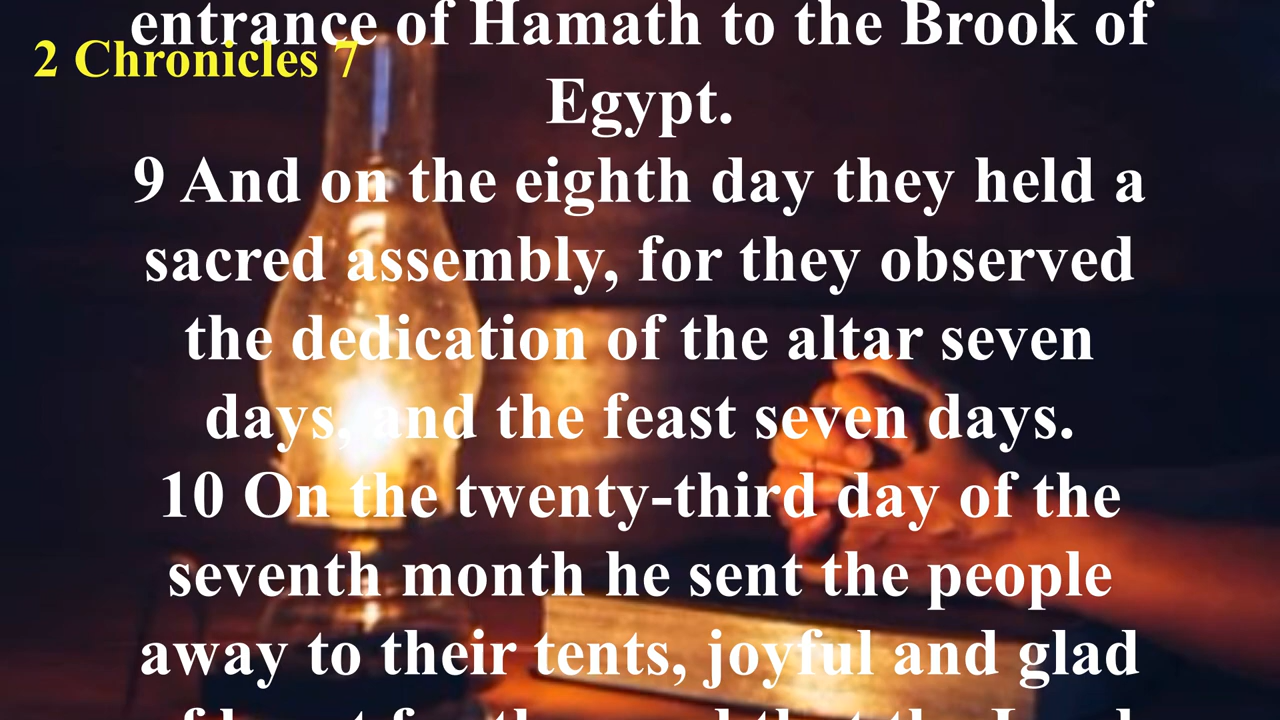 entrance of Hamath to the Brook of
2 Chronicles 7
Egypt.
9 And on the eighth day they held a
sacred assembly, for they observed
the dedication of the altar seven
days, and the feast seven days.
10 On the twenty-third day of the
seventh month he sent the people
away to their tents, joyful and glad